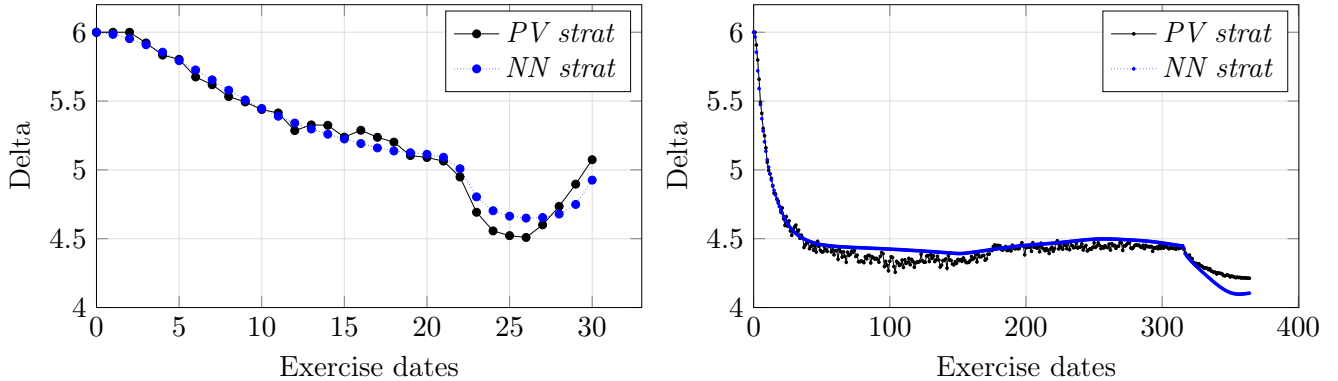 6
5.5
5
4.5
4
0 5 10 15 20 25 30
Delta
Exercise dates
PV strat
NN strat
6
5.5
5
4.5
4
0 100 200 300 400
Delta
Exercise dates
PV strat
NN strat